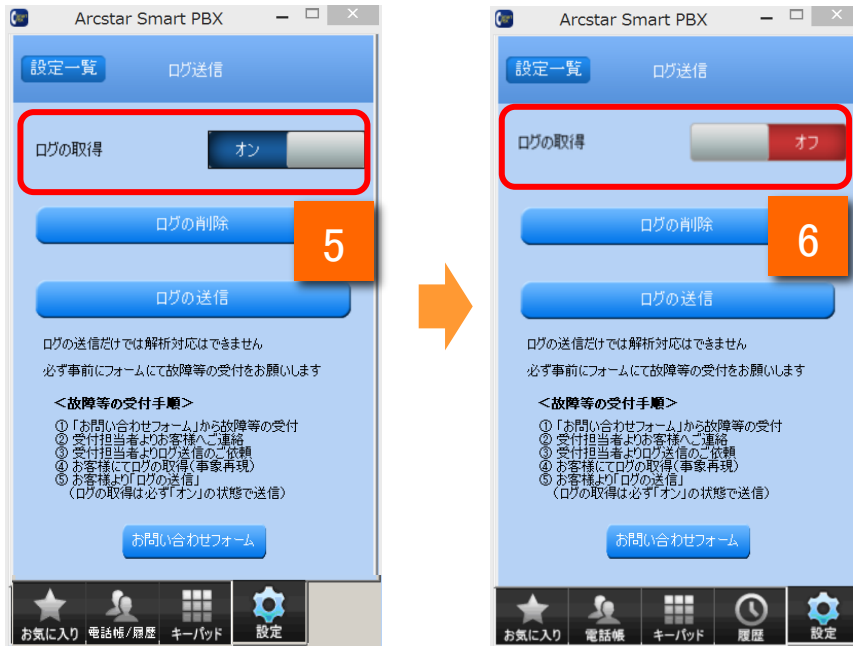 Arcstar Smart PBX
設定一覧 ログ送信
ログの取得 オン
ログの削除
5
ログの送信
ログの送信だけでは解析対応はできません
必ず事前にフォームにて故障等の受付をお願いします
＜故障等の受付手順＞
①「お問い合わせフォーム」から故障等の受付
② 受付担当者よりお客様へご連絡
③ 受付担当者よりログ送信のご依頼
④ お客様にてログの取得(事象再現)
⑤ お客様より「ログの送信」
（ログの取得は必ず「オン」の状態で送信）
お問い合わせフォーム
お気に入り 電話帳/履歴 キーパッド 設定
Arcstar Smart PBX
設定一覧 ログ送信
ログの取得 オフ
ログの削除
6
ログの送信
ログの送信だけでは解析対応はできません
必ず事前にフォームにて故障等の受付をお願いします
＜故障等の受付手順＞
①「お問い合わせフォーム」から故障等の受付
② 受付担当者よりお客様へご連絡
③ 受付担当者よりログ送信のご依頼
④ お客様にてログの取得(事象再現)
⑤ お客様より「ログの送信」
（ログの取得は必ず「オン」の状態で送信）
お問い合わせフォーム
お気に入り 電話帳 キーパッド 履歴 設定